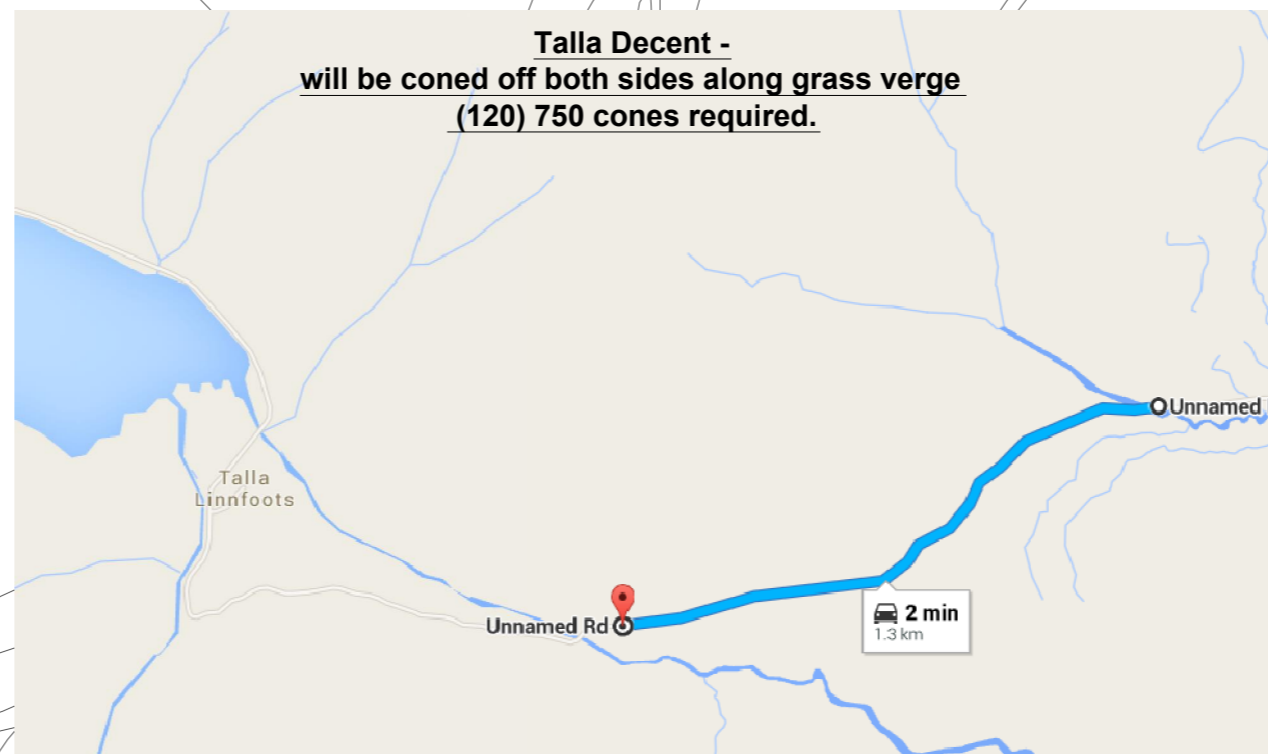 Talla Decent -
will be coned off both sides along grass verge
(120) 750 cones required.
Unnamed
Talla
Linnfoots
Unnamed Rd
2 min
1.3 km